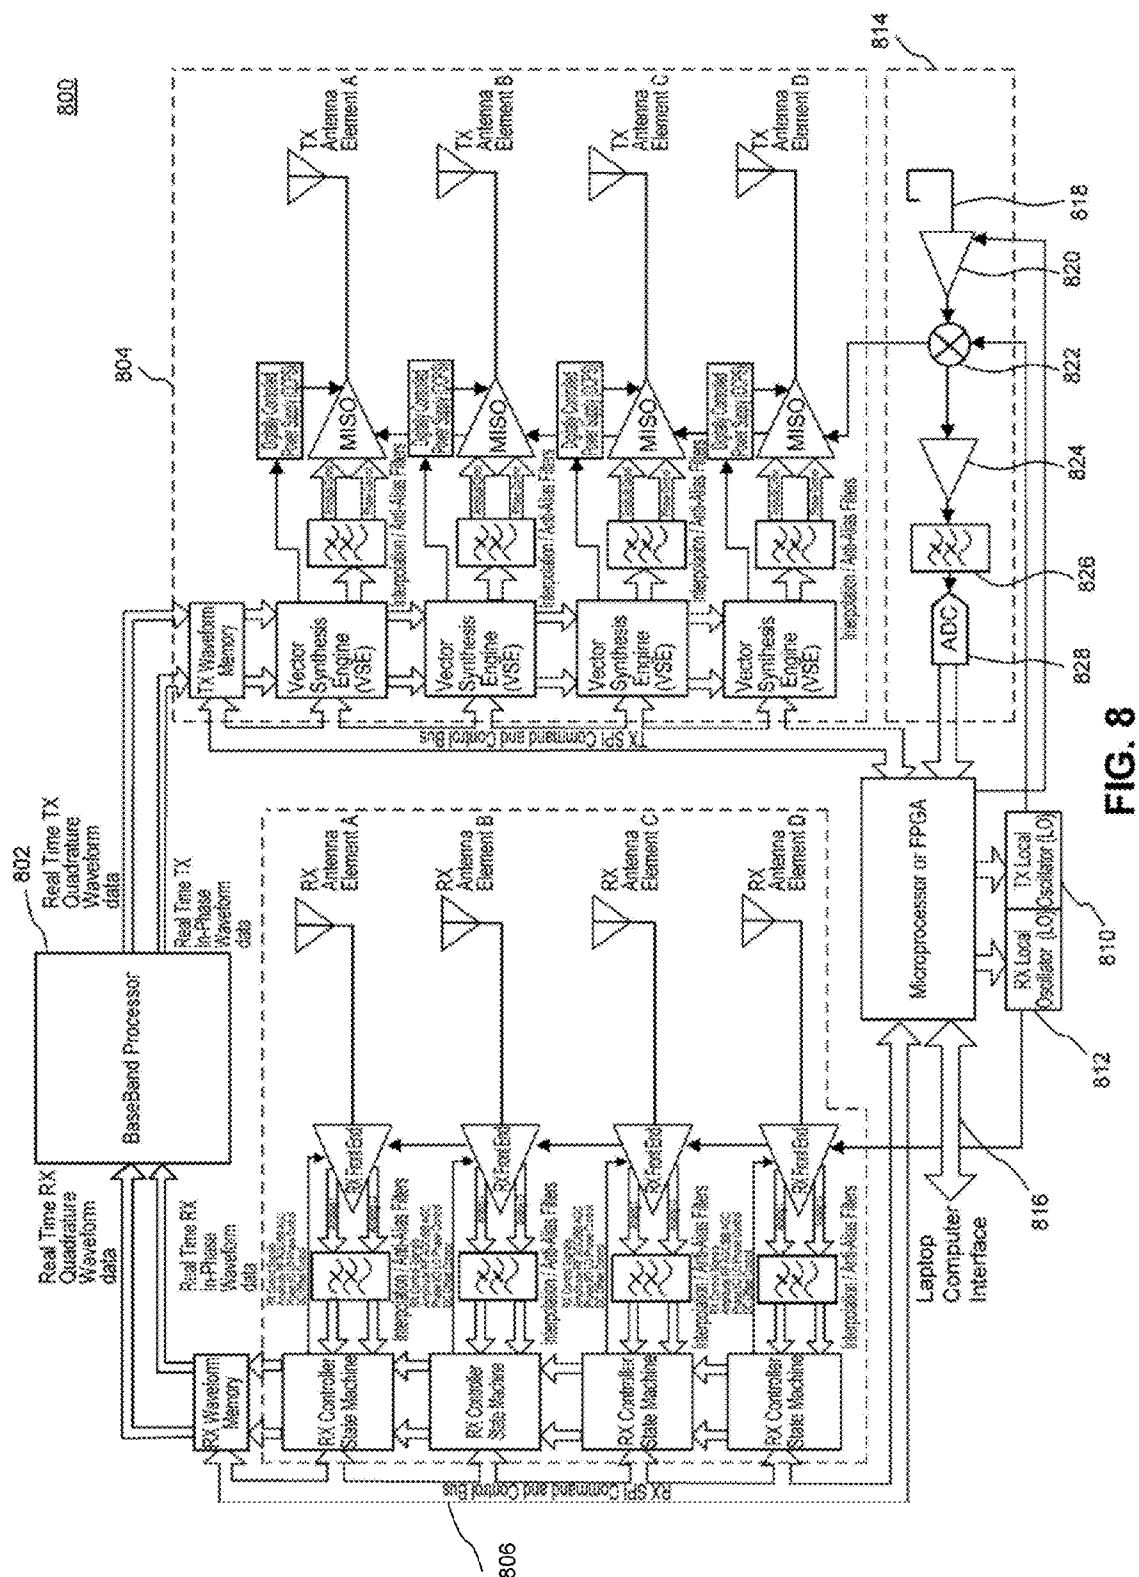 800
804
814
TX
Antenna
Element A
TX
Antenna
Element B
TX
Antenna
Element C
TX
Antenna
Element D
MISO
MISO
MISO
MISO
Interpolation / Anti-Alias Filters
Interpolation / Anti-Alias Filters
Interpolation / Anti-Alias Filters
Interpolation / Anti-Alias Filters
TX Waveform
Memory
Vector
Synthesis
Engine
(VSE)
Vector
Synthesis
Engine
(VSE)
Vector
Synthesis
Engine
(VSE)
Vector
Synthesis
Engine
(VSE)
TX SPI Command and Control
Bus
818
820
822
824
826
ADC
828
802
Real Time TX
Quadrature
Waveform
data
Real Time TX
In-Phase
Waveform
data
BaseBand Processor
Real Time RX
Quadrature
Waveform
data
Real Time RX
In-Phase
Waveform
data
RX
Antenna
Element A
RX
Antenna
Element B
RX
Antenna
Element C
RX
Antenna
Element D
RX Front End
RX Front End
RX Front End
RX Front End
Interpolation / Anti-Alias Filters
Interpolation / Anti-Alias Filters
Interpolation / Anti-Alias Filters
Interpolation / Anti-Alias Filters
RX Waveform
Memory
RX Controller
State Machine
RX Controller
State Machine
RX Controller
State Machine
RX Controller
State Machine
RX SPI Command and Control
Bus
806
Microprocessor or FPGA
TX Local
Oscillator (LO)
RX Local
Oscillator (LO)
810
812
816
Laptop
Computer
Interface
FIG. 8